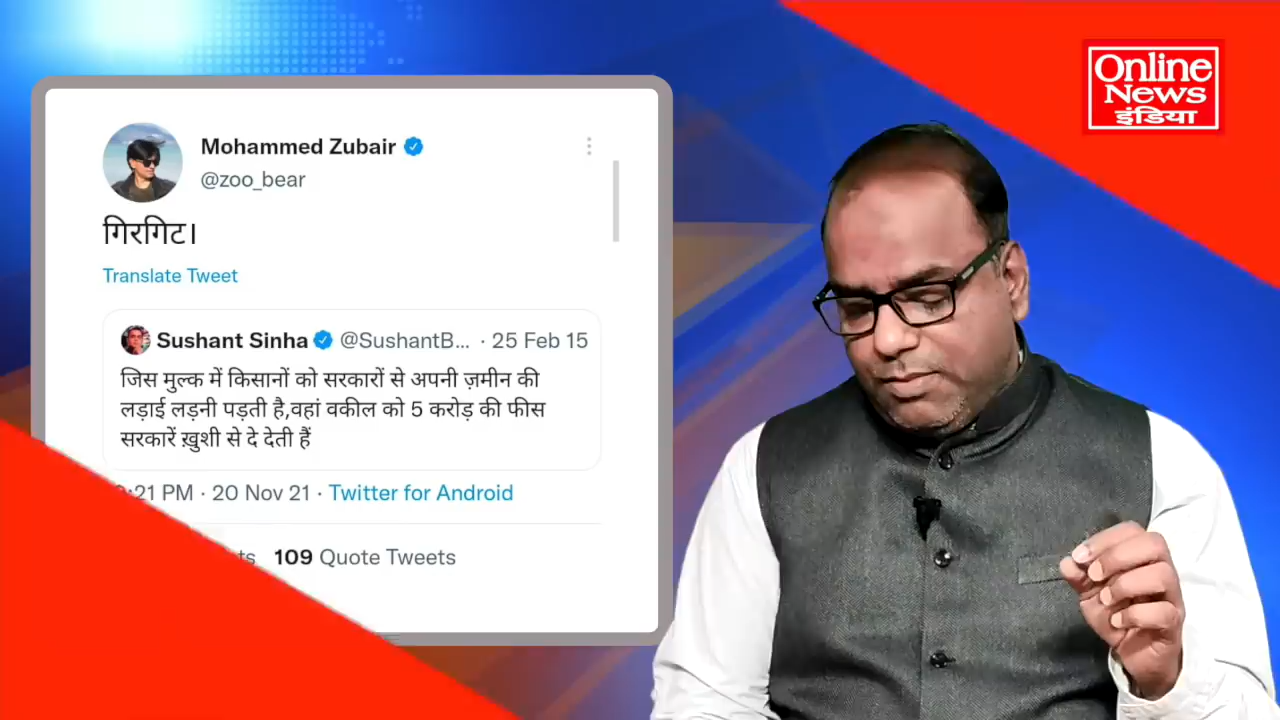 Mohammed Zubair
@zoo_bear
गिरगिट।
Translate Tweet
Sushant Sinha @SushantB... · 25 Feb 15
जिस मुल्क में किसानों को सरकारों से अपनी ज़मीन की
लड़ाई लड़नी पड़ती है,वहां वकील को 5 करोड़ की फीस
सरकारें ख़ुशी से दे देती हैं
:21 PM · 20 Nov 21 · Twitter for Android
109 Quote Tweets
Online
News
इंडिया